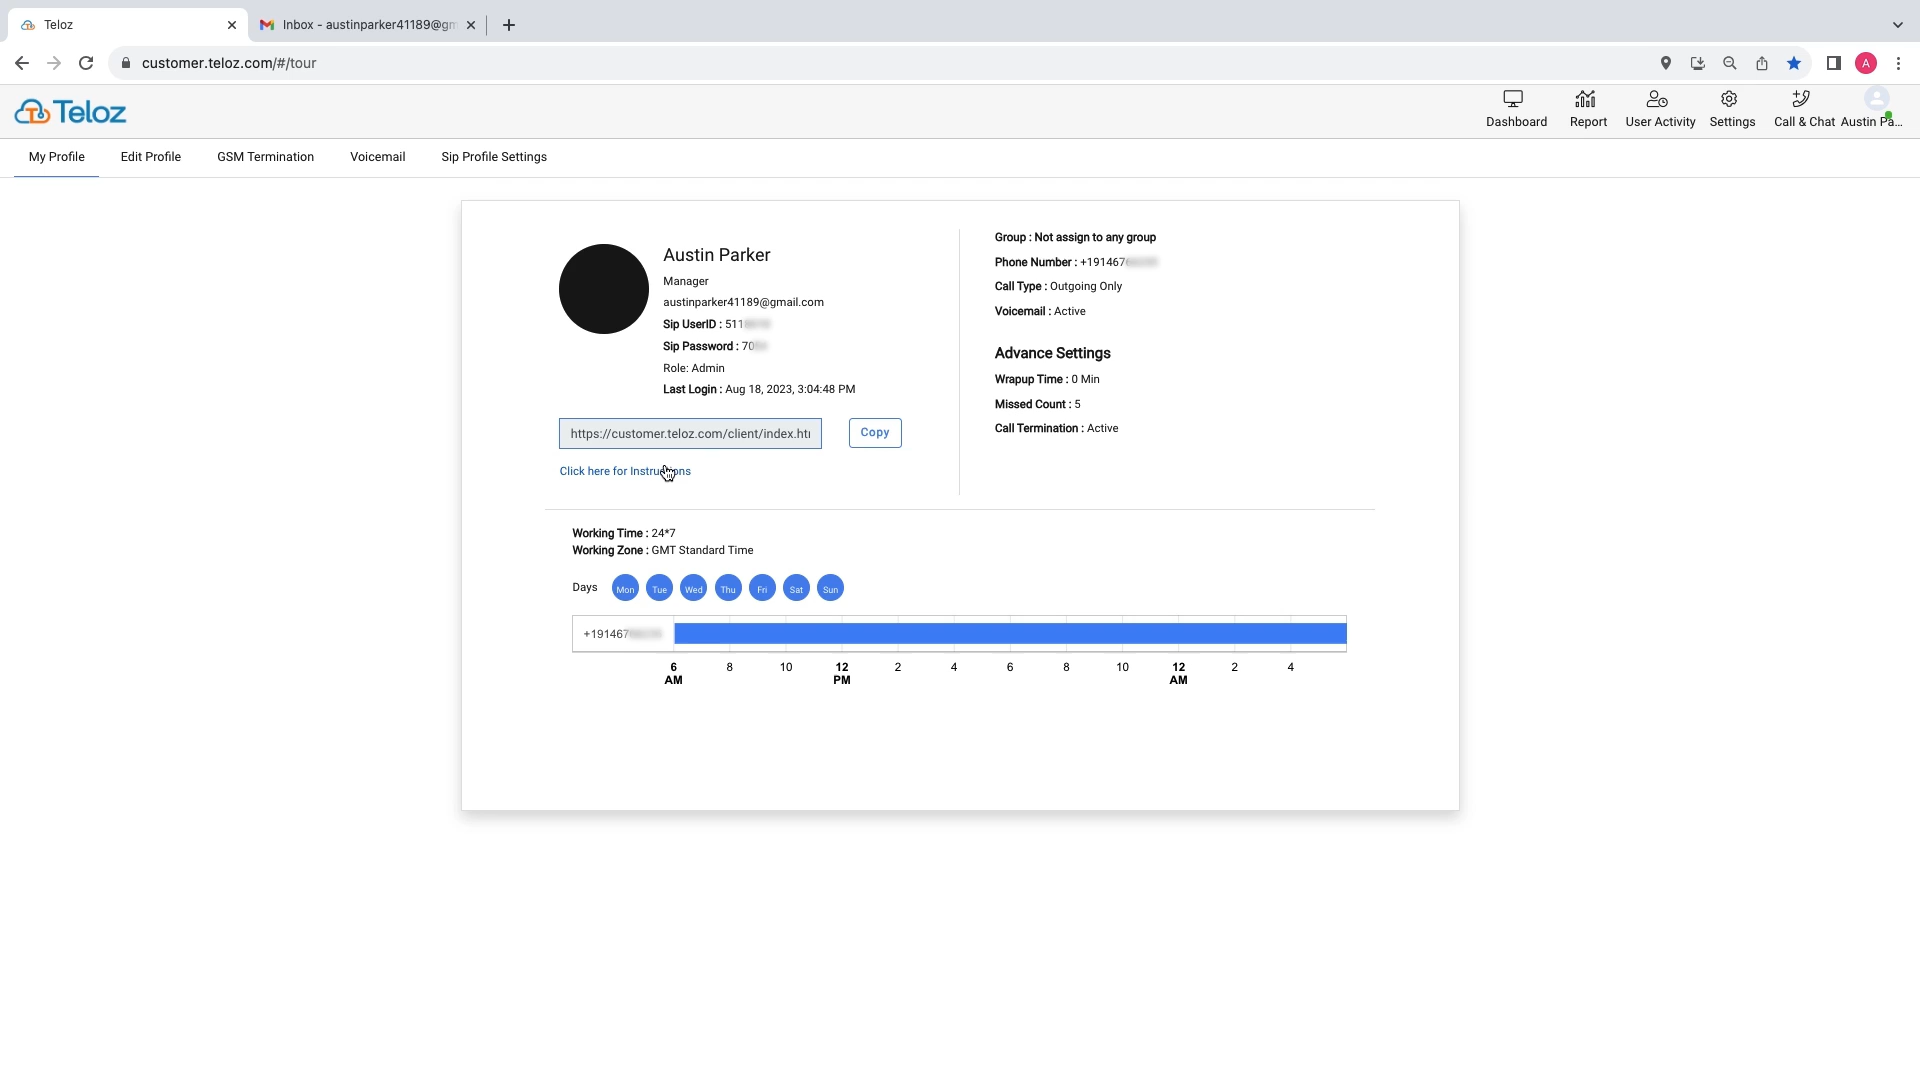 Teloz
Inbox - austinparker41189@gm
customer.teloz.com/#/tour
A
Teloz
Dashboard
Report
User Activity
Settings
Call & Chat
Austin Pa...
My Profile
Edit Profile
GSM Termination
Voicemail
Sip Profile Settings
Austin Parker
Manager
austinparker41189@gmail.com
Sip UserID : 511
Sip Password : 70
Role: Admin
Last Login : Aug 18, 2023, 3:04:48 PM
https://customer.teloz.com/client/index.htr
Copy
Click here for Instructions
Group : Not assign to any group
Phone Number : +191467
Call Type : Outgoing Only
Voicemail : Active
Advance Settings
Wrapup Time : 0 Min
Missed Count : 5
Call Termination : Active
Working Time : 24*7
Working Zone : GMT Standard Time
Days Mon Tue Wed Thu Fri Sat Sun
+191467
6 8 10 12 2 4 6 8 10 12 2 4
AM PM AM